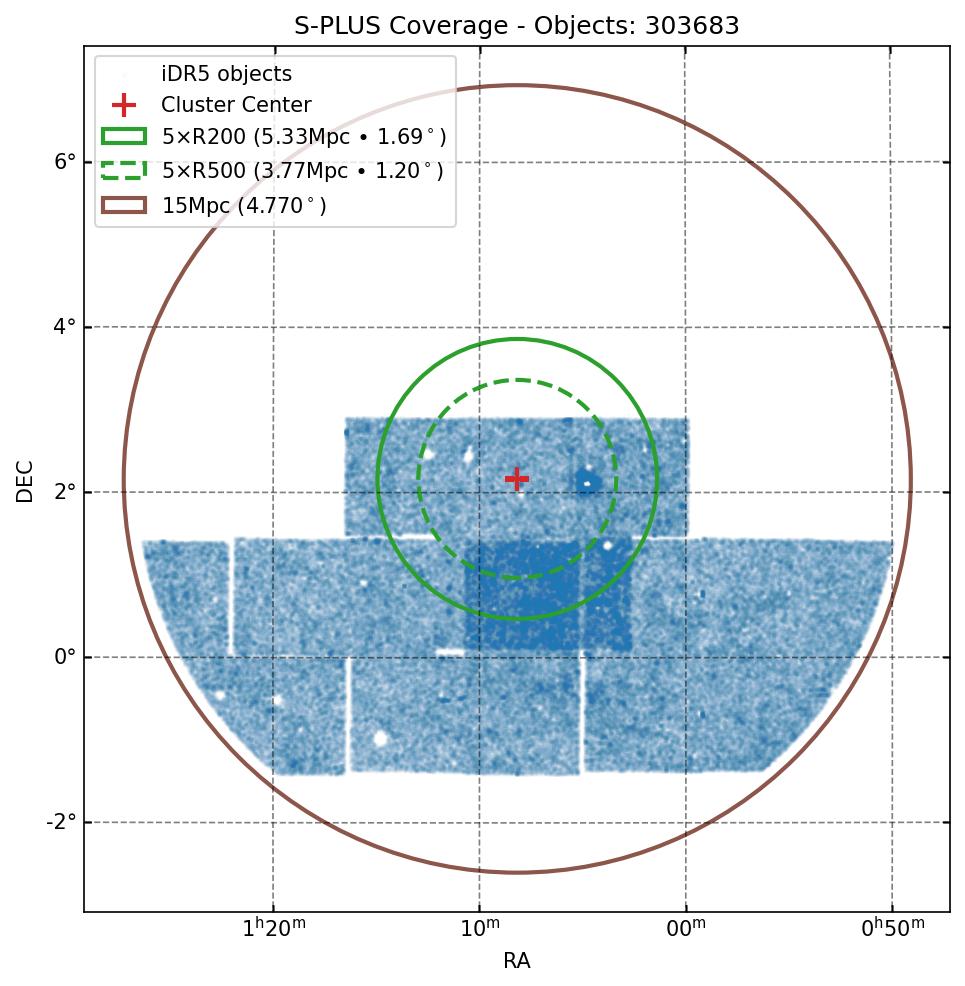 S-PLUS Coverage - Objects: 303683
iDR5 objects
Cluster Center
5×R200 (5.33Mpc • 1.69°)
5×R500 (3.77Mpc • 1.20°)
15Mpc (4.770°)
6°
4°
2°
0°
-2°
DEC
1h20m 10m 00m 0h50m
RA